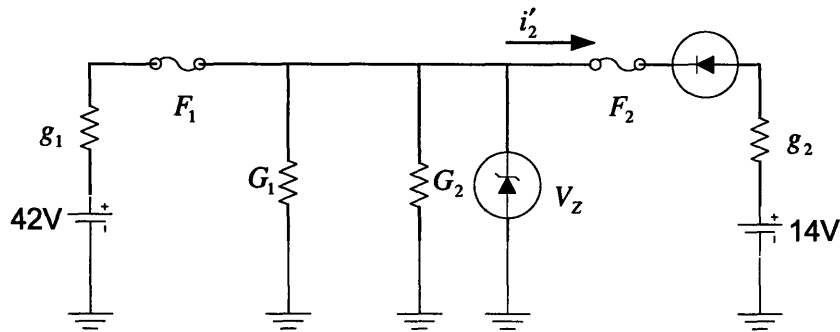 i'₂
F₁
F₂
g₁
g₂
G₁
G₂
V_Z
42V
+
-
14V
+
-